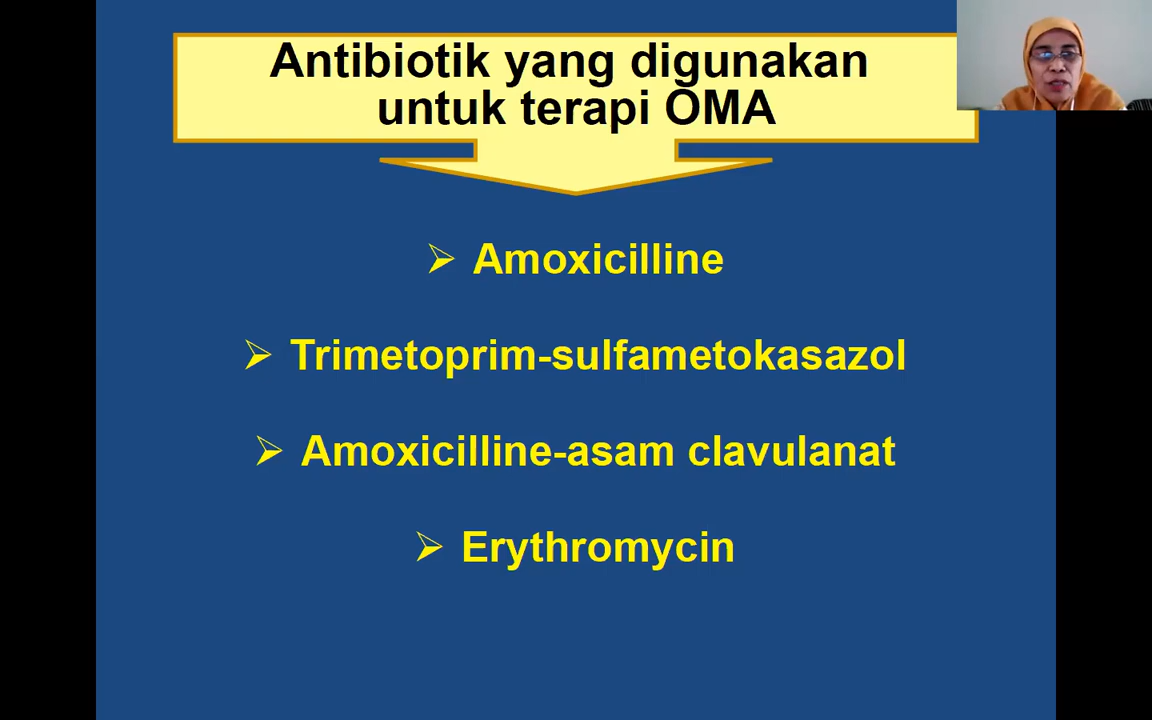 Antibiotik yang digunakan
untuk terapi OMA
Amoxicilline
Trimetoprim-sulfametokasazol
Amoxicilline-asam clavulanat
Erythromycin